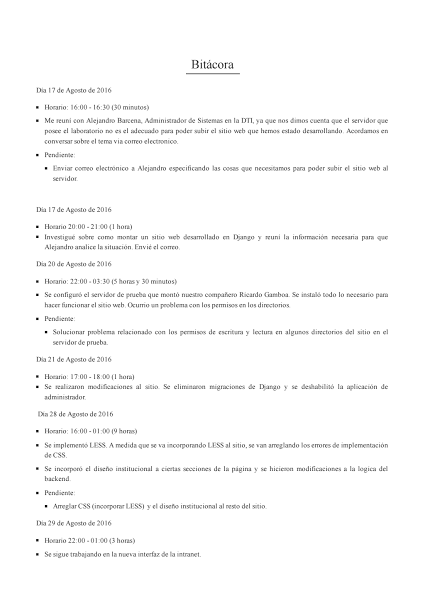 Bitácora
Día 17 de Agosto de 2016
Horario: 16:00 - 16:30 (30 minutos)
Me reuní con Alejandro Barcena, Administrador de Sistemas en la DTI, ya que nos dimos cuenta que el servidor que
posee el laboratorio no es el adecuado para poder subir el sitio web que hemos estado desarrollando. Acordamos en
conversar sobre el tema via correo electronico.
Pendiente:
Enviar correo electrónico a Alejandro especificando las cosas que necesitamos para poder subir el sitio web al
servidor.
Día 17 de Agosto de 2016
Horario 20:00 - 21:00 (1 hora)
Investigué sobre como montar un sitio web desarrollado en Django y reuní la información necesaria para que
Alejandro analice la situación. Envié el correo.
Día 20 de Agosto de 2016
Horario: 22:00 - 03:30 (5 horas y 30 minutos)
Se configuró el servidor de prueba que montó nuestro compañero Ricardo Gamboa. Se instaló todo lo necesario para
hacer funcionar el sitio web. Ocurrio un problema con los permisos en los directorios.
Pendiente:
Solucionar problema relacionado con los permisos de escritura y lectura en algunos directorios del sitio en el
servidor de prueba.
Día 21 de Agosto de 2016
Horario: 17:00 - 18:00 (1 hora)
Se realizaron modificaciones al sitio. Se eliminaron migraciones de Django y se deshabilitó la aplicación de
administrador.
Día 28 de Agosto de 2016
Horario: 16:00 - 01:00 (9 horas)
Se implementó LESS. A medida que se va incorporando LESS al sitio, se van arreglando los errores de implementación
de CSS.
Se incorporó el diseño institucional a ciertas secciones de la página y se hicieron modificaciones a la logica del
backend.
Pendiente:
Arreglar CSS (incorporar LESS) y el diseño institucional al resto del sitio.
Día 29 de Agosto de 2016
Horario 22:00 - 01:00 (3 horas)
Se sigue trabajando en la nueva interfaz de la intranet.